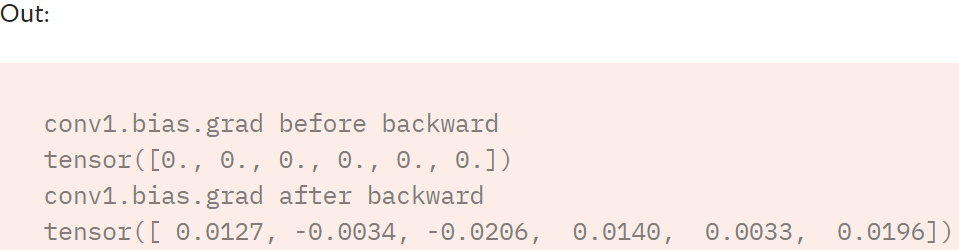 Out:
conv1.bias.grad before backward
tensor([0., 0., 0., 0., 0., 0.])
conv1.bias.grad after backward
tensor([ 0.0127, -0.0034, -0.0206,  0.0140,  0.0033,  0.0196])